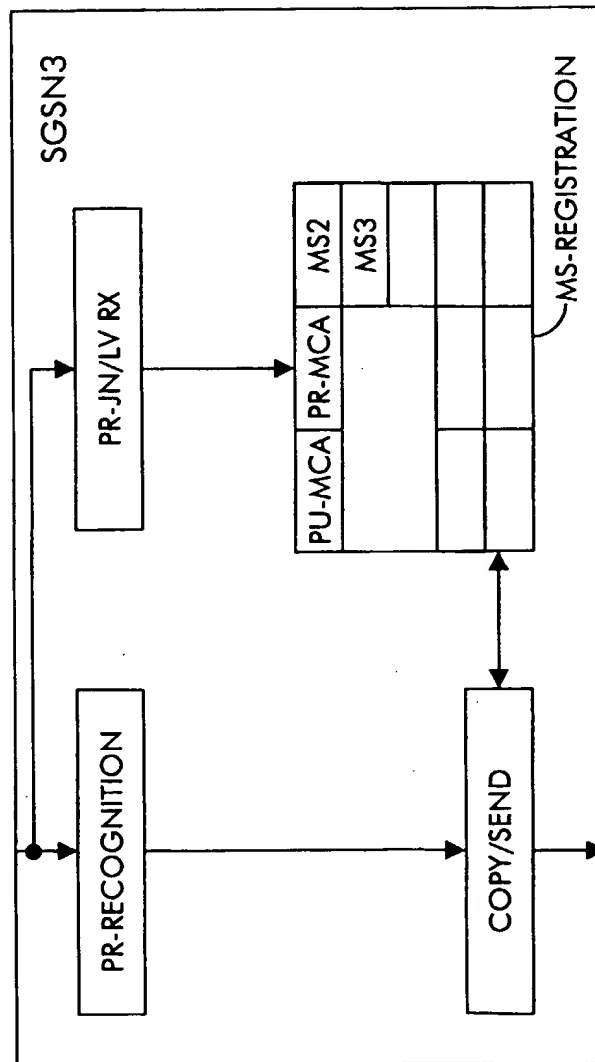 SGSN3
PR-RECOGNITION
PR-JN/LV RX
PU-MCA PR-MCA MS2
MS3
COPY/SEND
MS-REGISTRATION